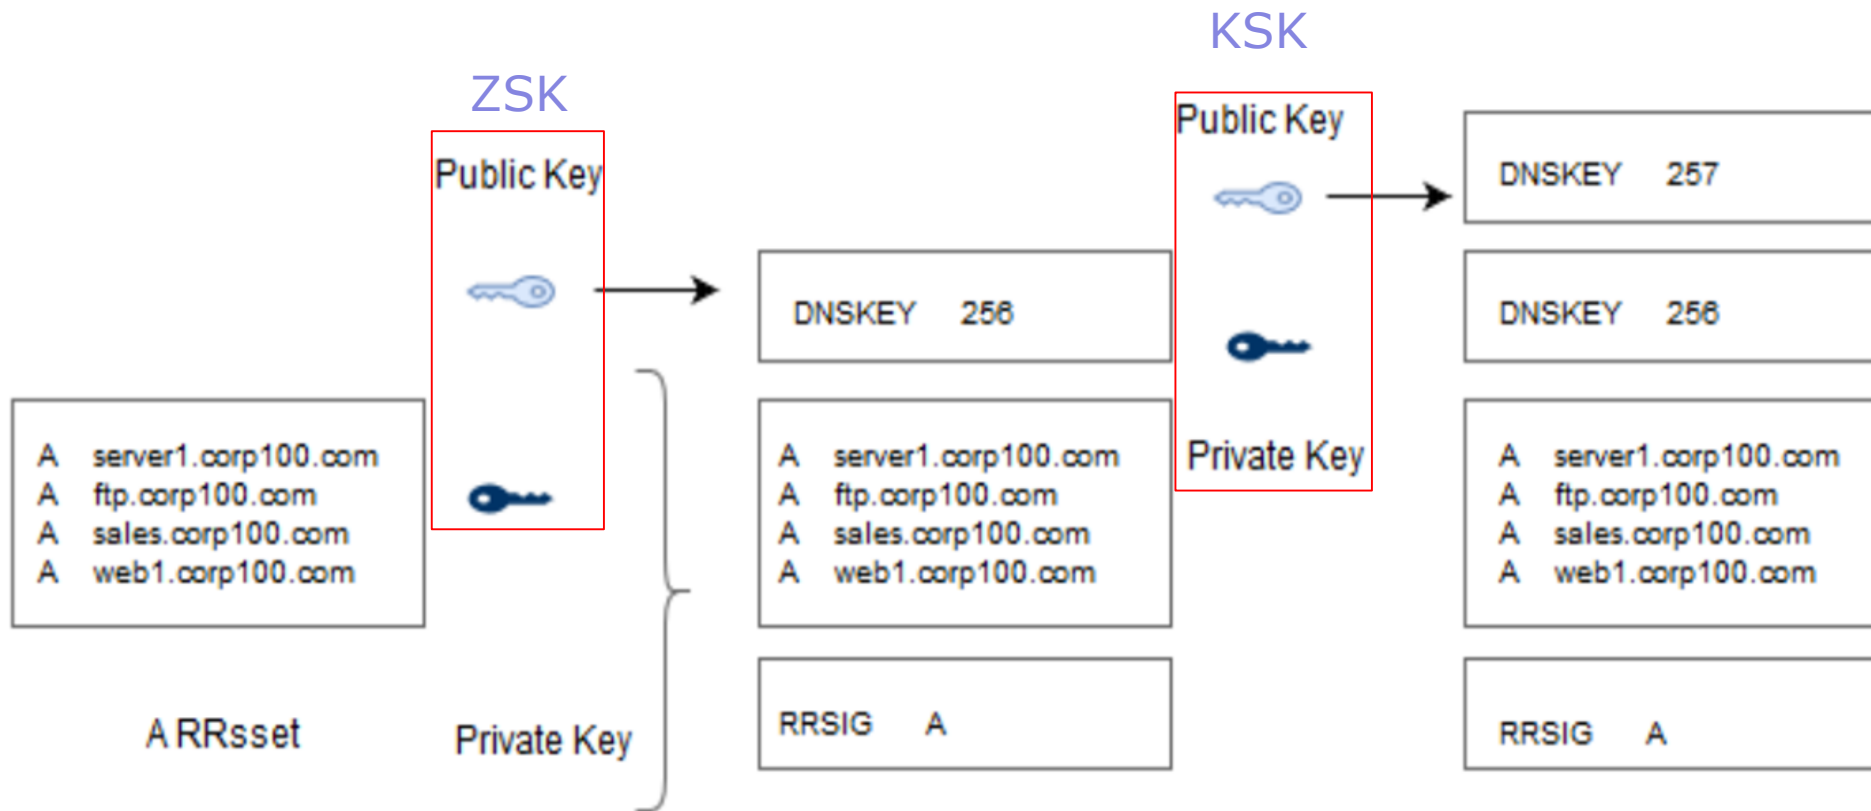 KSK
ZSK
Public Key
Public Key
DNSKEY 257
DNSKEY 256
DNSKEY 256
A server1.corp100.com
A ftp.corp100.com
A sales.corp100.com
A web1.corp100.com
A server1.corp100.com
A ftp.corp100.com
A sales.corp100.com
A web1.corp100.com
Private Key
A server1.corp100.com
A ftp.corp100.com
A sales.corp100.com
A web1.corp100.com
A RRsset
Private Key
RRSIG A
RRSIG A